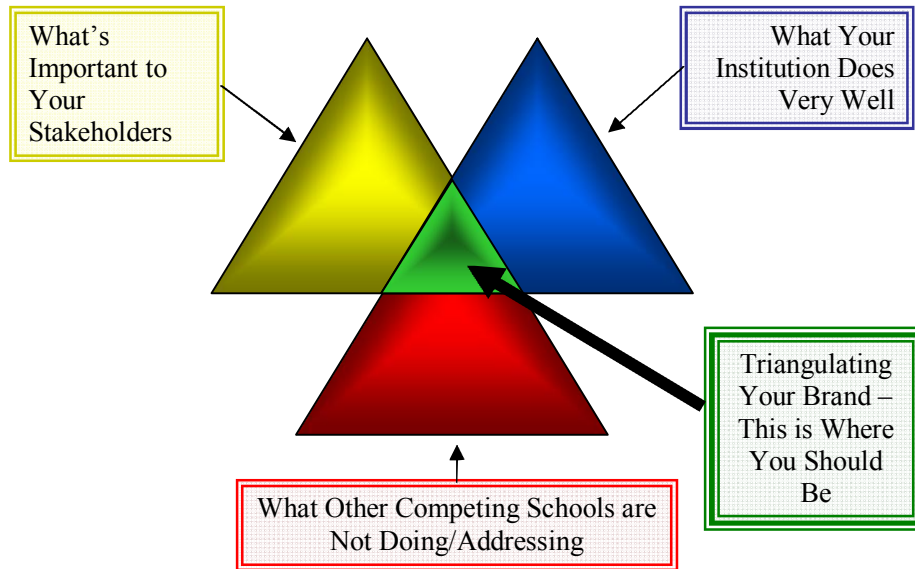 What's
Important to
Your
Stakeholders
What Your
Institution Does
Very Well
Triangulating
Your Brand –
This is Where
You Should
Be
What Other Competing Schools are
Not Doing/Addressing